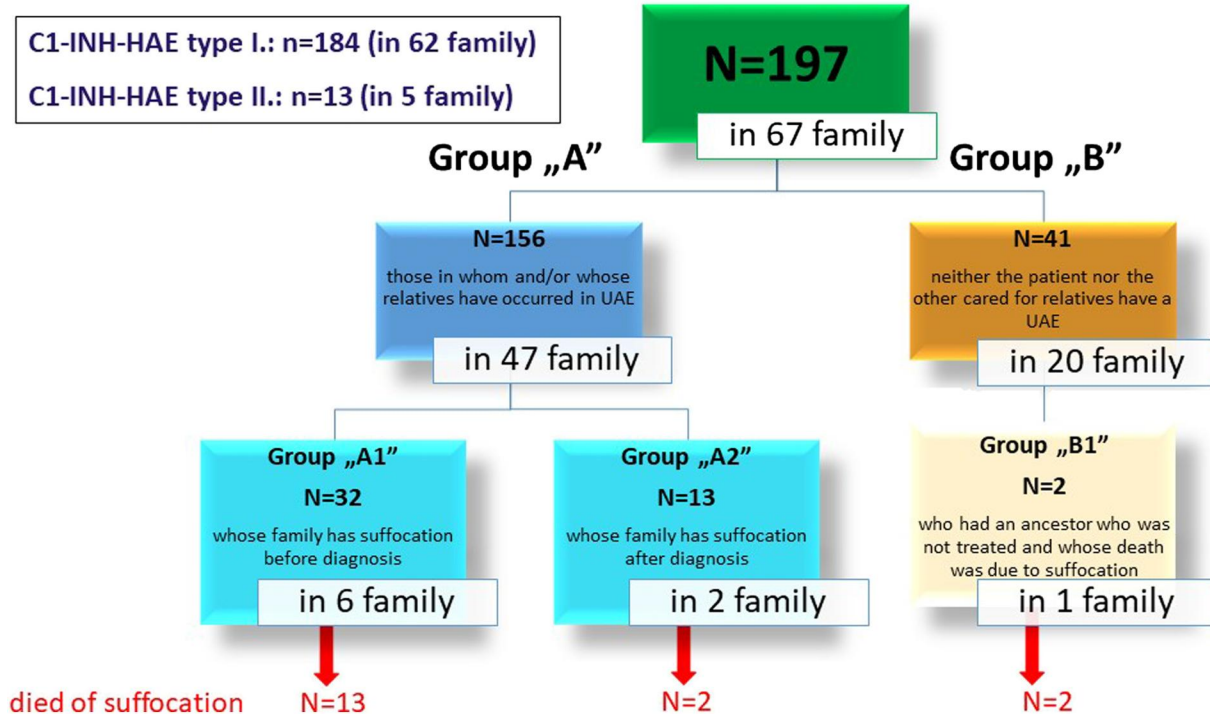 C1-INH-HAE type I.: n=184 (in 62 family)
C1-INH-HAE type II.: n=13 (in 5 family)
N=197
in 67 family
Group „A”
Group „B”
N=156
those in whom and/or whose
relatives have occurred in UAE
in 47 family
N=41
neither the patient nor the
other cared for relatives have a
UAE
in 20 family
Group „A1”
N=32
whose family has suffocation
before diagnosis
in 6 family
Group „A2”
N=13
whose family has suffocation
after diagnosis
in 2 family
Group „B1”
N=2
who had an ancestor who was
not treated and whose death
was due to suffocation
in 1 family
died of suffocation
N=13
N=2
N=2